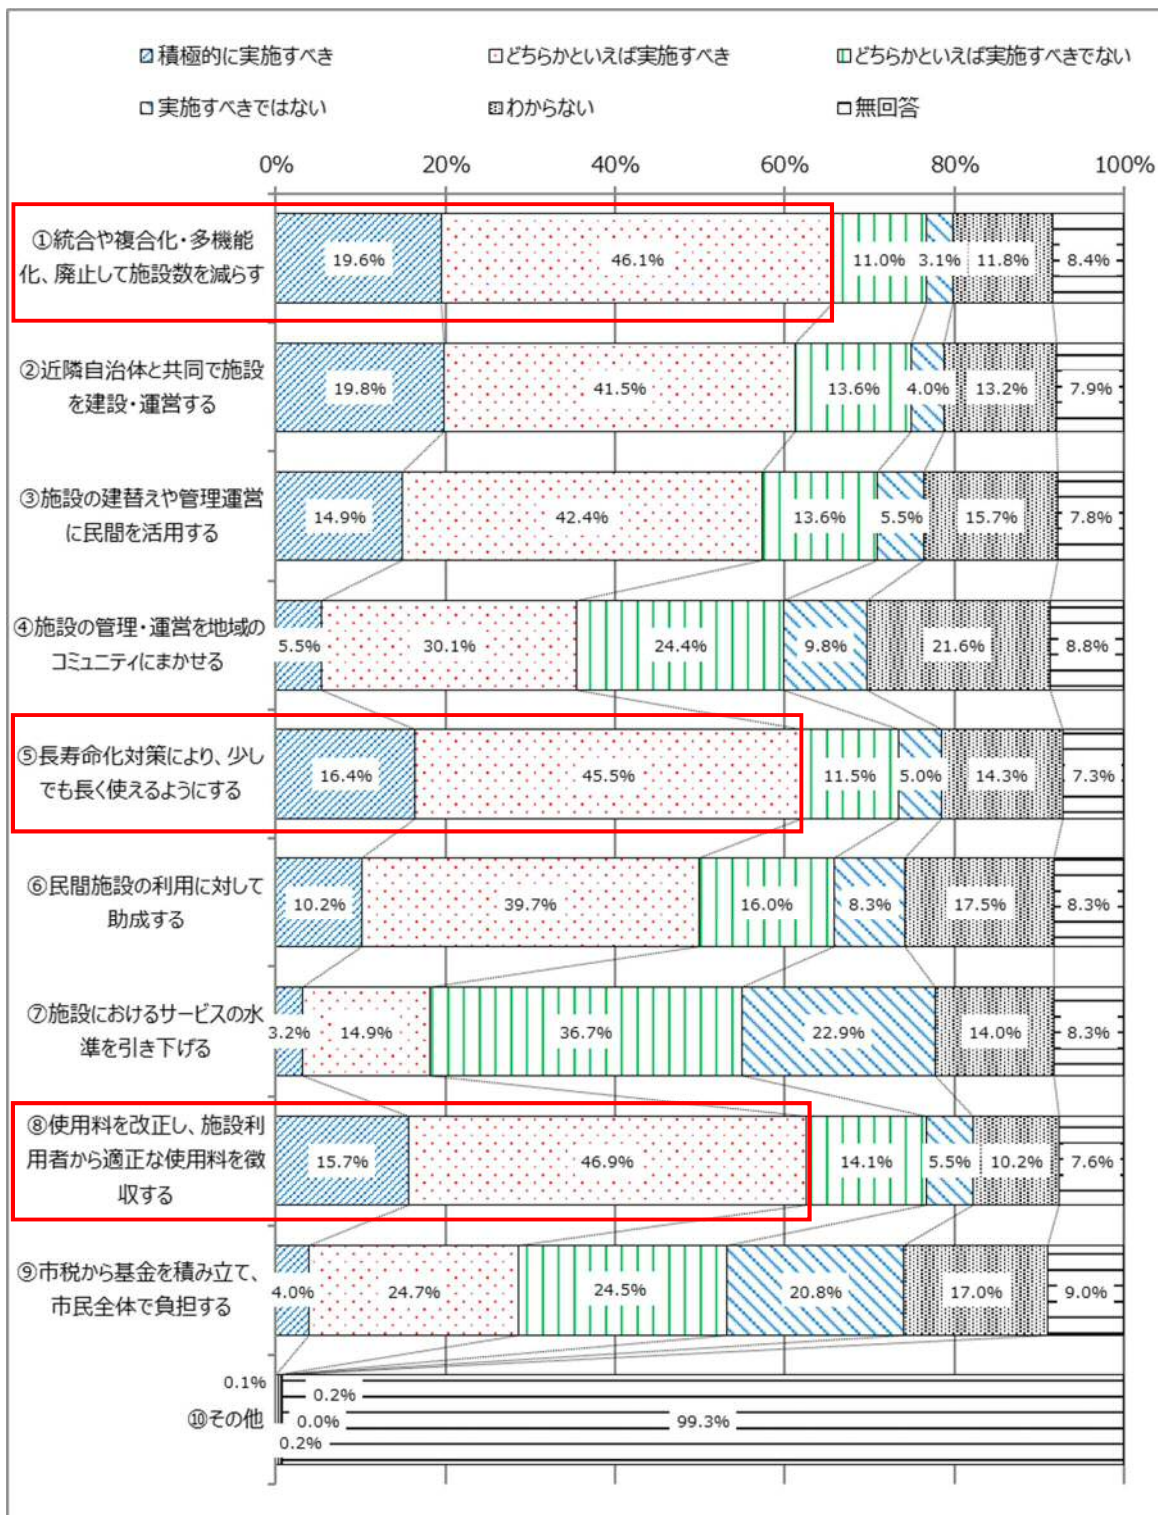 積極的に実施すべき
どちらかといえば実施すべき
どちらかといえば実施すべきでない
実施すべきではない
わからない
無回答
0%
20%
40%
60%
80%
100%
①統合や複合化・多機能
化、廃止して施設数を減らす
19.6%
46.1%
11.0%
3.1%
11.8%
8.4%
②近隣自治体と共同で施設
を建設・運営する
19.8%
41.5%
13.6%
4.0%
13.2%
7.9%
③施設の建替えや管理運営
に民間を活用する
14.9%
42.4%
13.6%
5.5%
15.7%
7.8%
④施設の管理・運営を地域の
コミュニティにまかせる
5.5%
30.1%
24.4%
9.8%
21.6%
8.8%
⑤長寿命化対策により、少し
でも長く使えるようにする
16.4%
45.5%
11.5%
5.0%
14.3%
7.3%
⑥民間施設の利用に対して
助成する
10.2%
39.7%
16.0%
8.3%
17.5%
8.3%
⑦施設におけるサービスの水
準を引き下げる
3.2%
14.9%
36.7%
22.9%
14.0%
8.3%
⑧使用料を改正し、施設利
用者から適正な使用料を徴
収する
15.7%
46.9%
14.1%
5.5%
10.2%
7.6%
⑨市税から基金を積み立て、
市民全体で負担する
4.0%
24.7%
24.5%
20.8%
17.0%
9.0%
⑩その他
0.1%
0.2%
0.0%
0.2%
99.3%